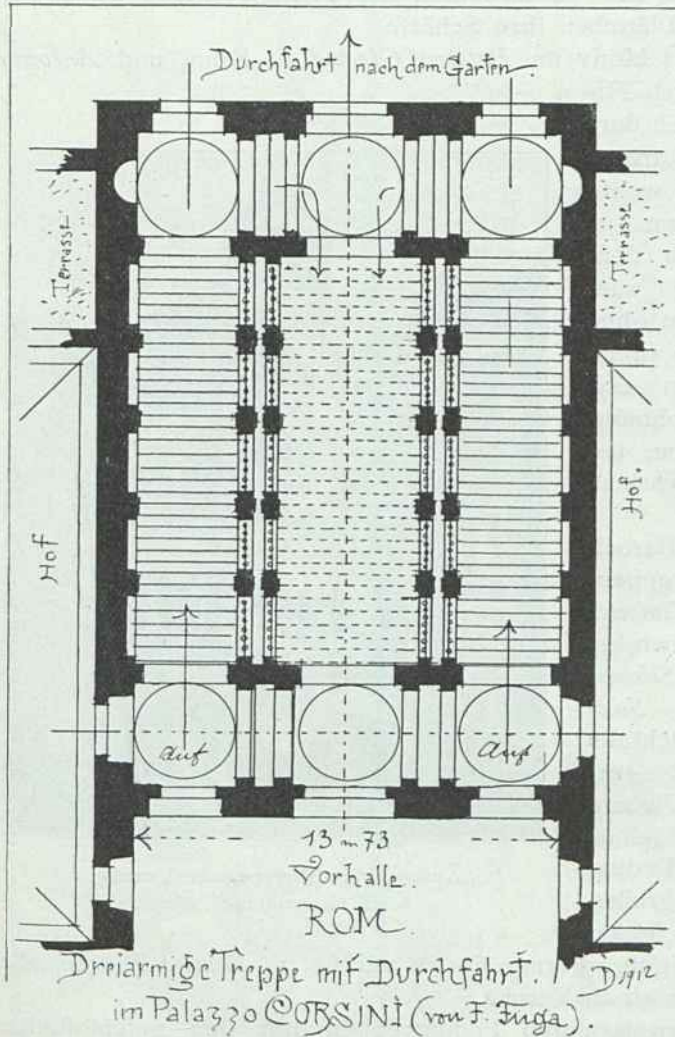 Durchfahrt nach dem Garten.
Terrasse
Terrasse
Hof
Hof.
auf
Auf
13 m 73
Vorhalle.
ROM.
Dreiarmige Treppe mit Durchfahrt.
D 1912
im Palazzo CORSINI (von F. Fuga).